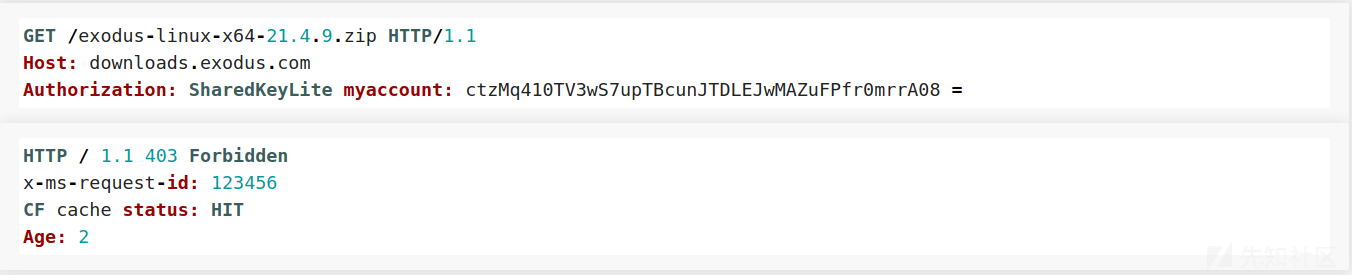 GET /exodus-linux-x64-21.4.9.zip HTTP/1.1
Host: downloads.exodus.com
Authorization: SharedKeyLite myaccount: ctzMq410TV3wS7upTBcunJTDLEJwMAZuFPfr0mrrA08 =
HTTP / 1.1 403 Forbidden
x-ms-request-id: 123456
CF cache status: HIT
Age: 2
先知社区